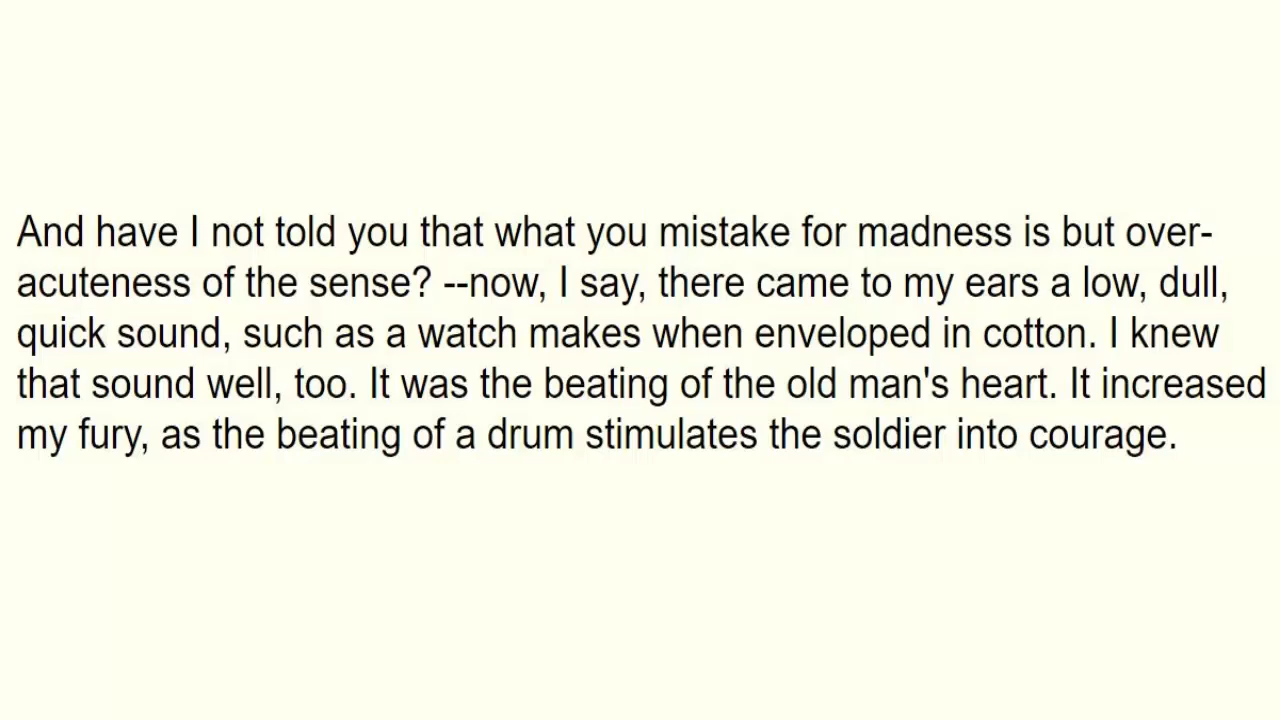 And have I not told you that what you mistake for madness is but over-
acuteness of the sense? --now, I say, there came to my ears a low, dull,
quick sound, such as a watch makes when enveloped in cotton. I knew
that sound well, too. It was the beating of the old man's heart. It increased
my fury, as the beating of a drum stimulates the soldier into courage.